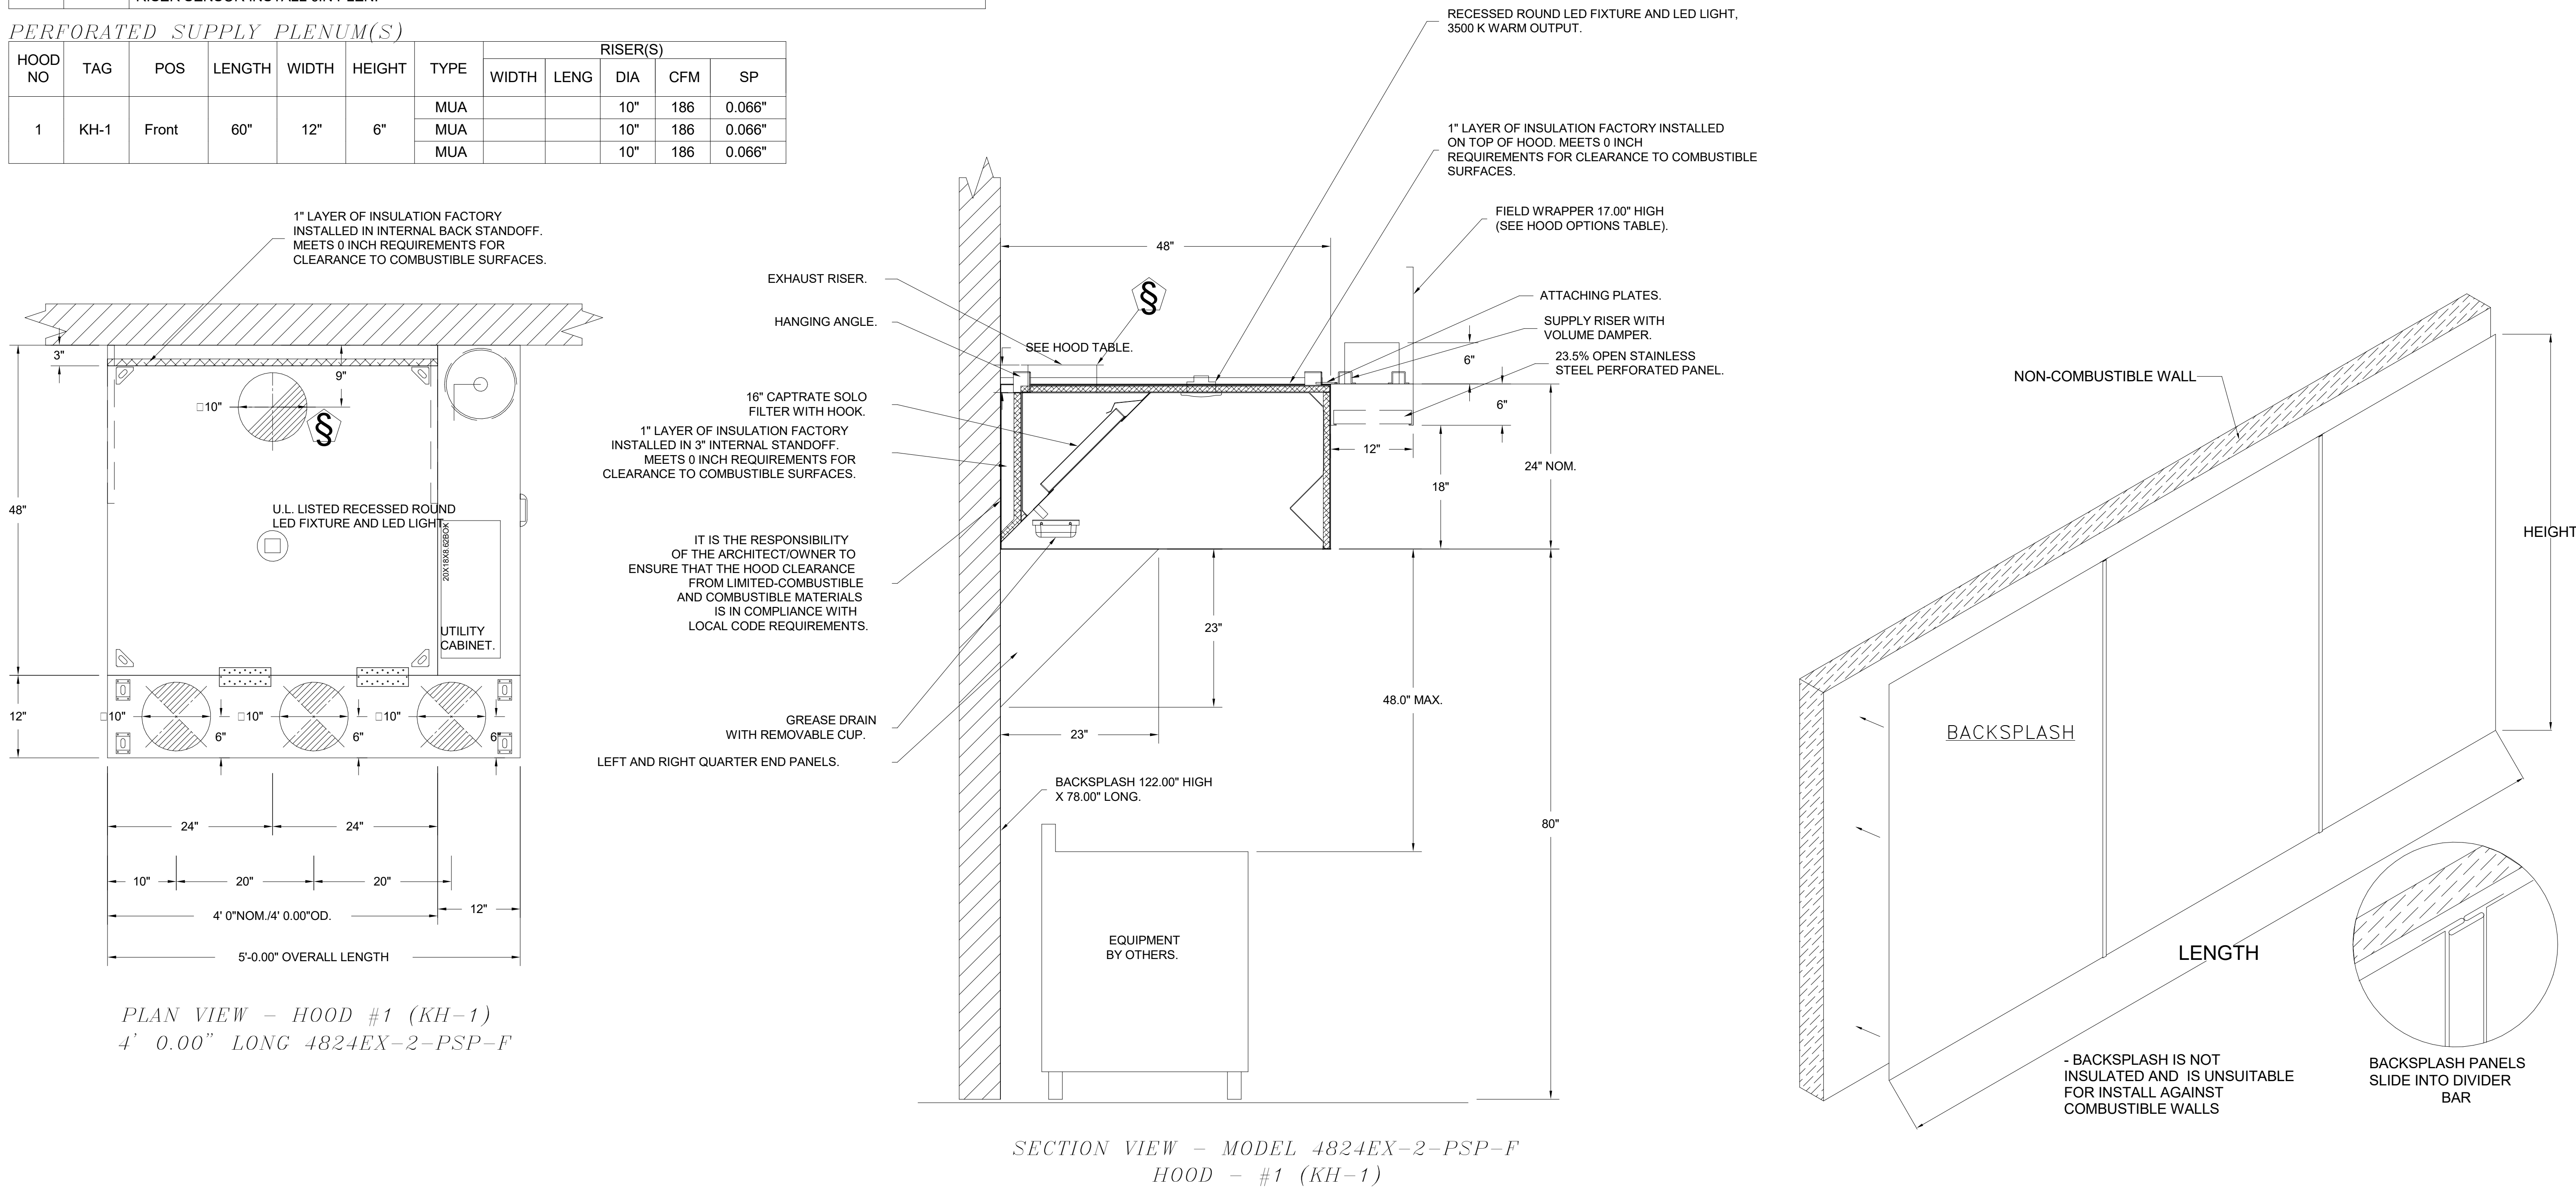 PERFORATED SUPPLY PLENUM(S)
HOOD NO TAG POS LENGTH WIDTH HEIGHT TYPE RISER(S)
WIDTH LENG DIA CFM SP
1 KH-1 Front 60" 12" 6"
MUA 10" 186 0.066"
MUA 10" 186 0.066"
MUA 10" 186 0.066"
1" LAYER OF INSULATION FACTORY
INSTALLED IN INTERNAL BACK STANDOFF.
MEETS 0 INCH REQUIREMENTS FOR
CLEARANCE TO COMBUSTIBLE SURFACES.
3"
9"
□10"
§
48"
U.L. LISTED RECESSED ROUND
LED FIXTURE AND LED LIGHT.
20X18X8.62BOX
UTILITY
CABINET.
12"
□10"
□10"
□10"
6"
6"
6"
24"
24"
10"
20"
20"
4' 0"NOM./4' 0.00"OD.
12"
5'-0.00" OVERALL LENGTH
PLAN VIEW - HOOD #1 (KH-1)
4' 0.00" LONG 4824EX-2-PSP-F
RECESSED ROUND LED FIXTURE AND LED LIGHT,
3500 K WARM OUTPUT.
1" LAYER OF INSULATION FACTORY INSTALLED
ON TOP OF HOOD. MEETS 0 INCH
REQUIREMENTS FOR CLEARANCE TO COMBUSTIBLE
SURFACES.
FIELD WRAPPER 17.00" HIGH
(SEE HOOD OPTIONS TABLE).
48"
EXHAUST RISER.
§
HANGING ANGLE.
SEE HOOD TABLE.
ATTACHING PLATES.
SUPPLY RISER WITH
VOLUME DAMPER.
23.5% OPEN STAINLESS
STEEL PERFORATED PANEL.
6"
6"
12"
18"
24" NOM.
16" CAPTRATE SOLO
FILTER WITH HOOK.
1" LAYER OF INSULATION FACTORY
INSTALLED IN 3" INTERNAL STANDOFF.
MEETS 0 INCH REQUIREMENTS FOR
CLEARANCE TO COMBUSTIBLE SURFACES.
IT IS THE RESPONSIBILITY
OF THE ARCHITECT/OWNER TO
ENSURE THAT THE HOOD CLEARANCE
FROM LIMITED-COMBUSTIBLE
AND COMBUSTIBLE MATERIALS
IS IN COMPLIANCE WITH
LOCAL CODE REQUIREMENTS.
23"
48.0" MAX.
GREASE DRAIN
WITH REMOVABLE CUP.
23"
LEFT AND RIGHT QUARTER END PANELS.
BACKSPLASH 122.00" HIGH
X 78.00" LONG.
80"
EQUIPMENT
BY OTHERS.
SECTION VIEW - MODEL 4824EX-2-PSP-F
HOOD - #1 (KH-1)
NON-COMBUSTIBLE WALL
HEIGHT
BACKSPLASH
LENGTH
- BACKSPLASH IS NOT
INSULATED AND IS UNSUITABLE
FOR INSTALL AGAINST
COMBUSTIBLE WALLS
BACKSPLASH PANELS
SLIDE INTO DIVIDER
BAR